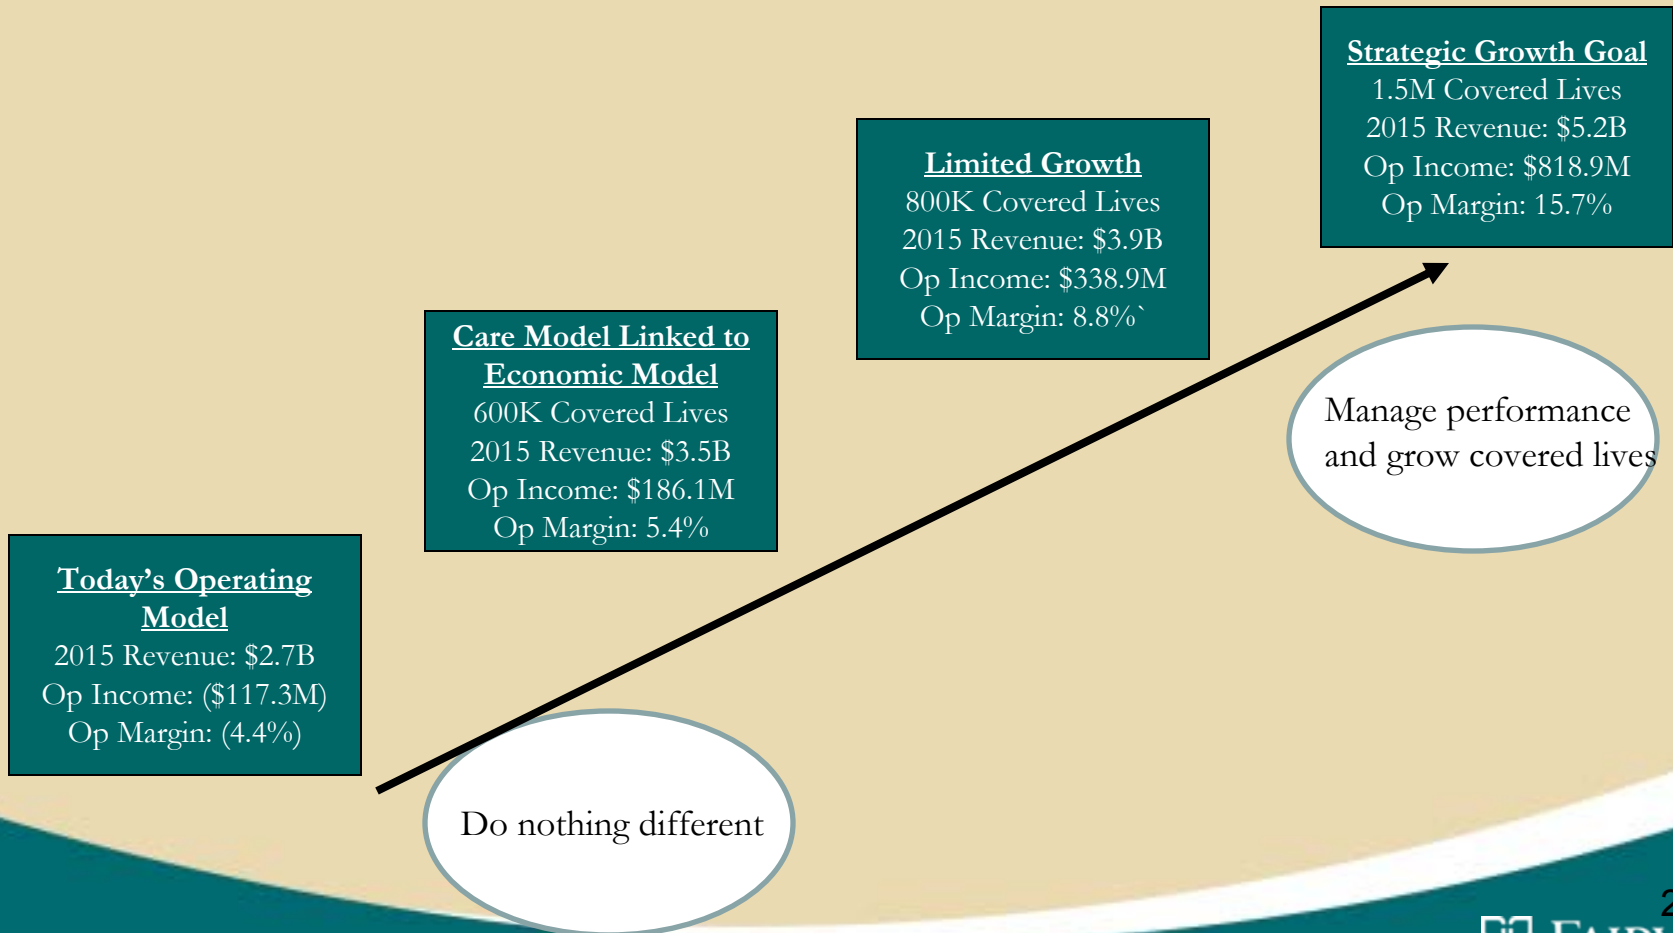 Strategic Growth Goal
1.5M Covered Lives
2015 Revenue: $5.2B
Op Income: $818.9M
Op Margin: 15.7%
Limited Growth
800K Covered Lives
2015 Revenue: $3.9B
Op Income: $338.9M
Op Margin: 8.8%`
Care Model Linked to
Economic Model
600K Covered Lives
2015 Revenue: $3.5B
Op Income: $186.1M
Op Margin: 5.4%
Manage performance
and grow covered lives
Today’s Operating
Model
2015 Revenue: $2.7B
Op Income: ($117.3M)
Op Margin: (4.4%)
Do nothing different
2